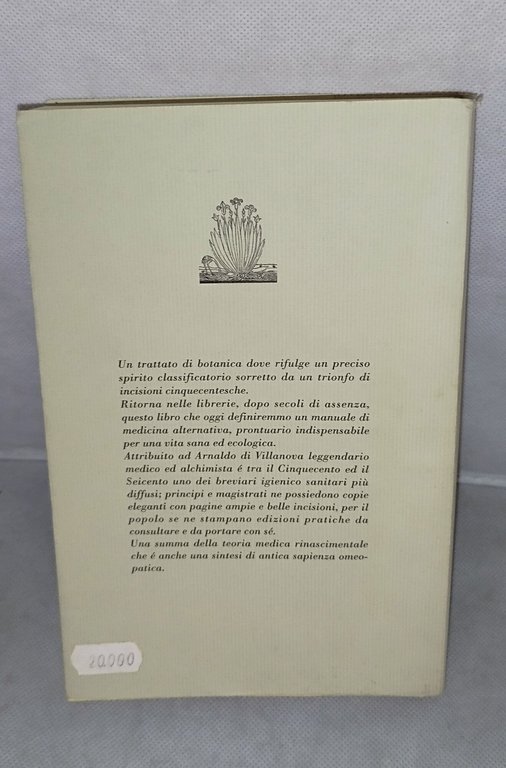 Un trattato di botanica dove rifulge un preciso
spirito classificatorio sorretto da un trionfo di
incisioni cinquecentesche.
Ritorna nelle librerie, dopo secoli di assenza,
questo libro che oggi definiremmo un manuale di
medicina alternativa, prontuario indispensabile
per una vita sana ed ecologica.
Attribuito ad Arnaldo di Villanova leggendario
medico ed alchimista é tra il Cinquecento ed il
Seicento uno dei breviari igienico sanitari più
diffusi; principi e magistrati ne possiedono copie
eleganti con pagine ampie e belle incisioni, per il
popolo se ne stampano edizioni pratiche da
consultare e da portare con sé.
Una summa della teoria medica rinascimentale
che é anche una sintesi di antica sapienza omeo-
patica.
20.000